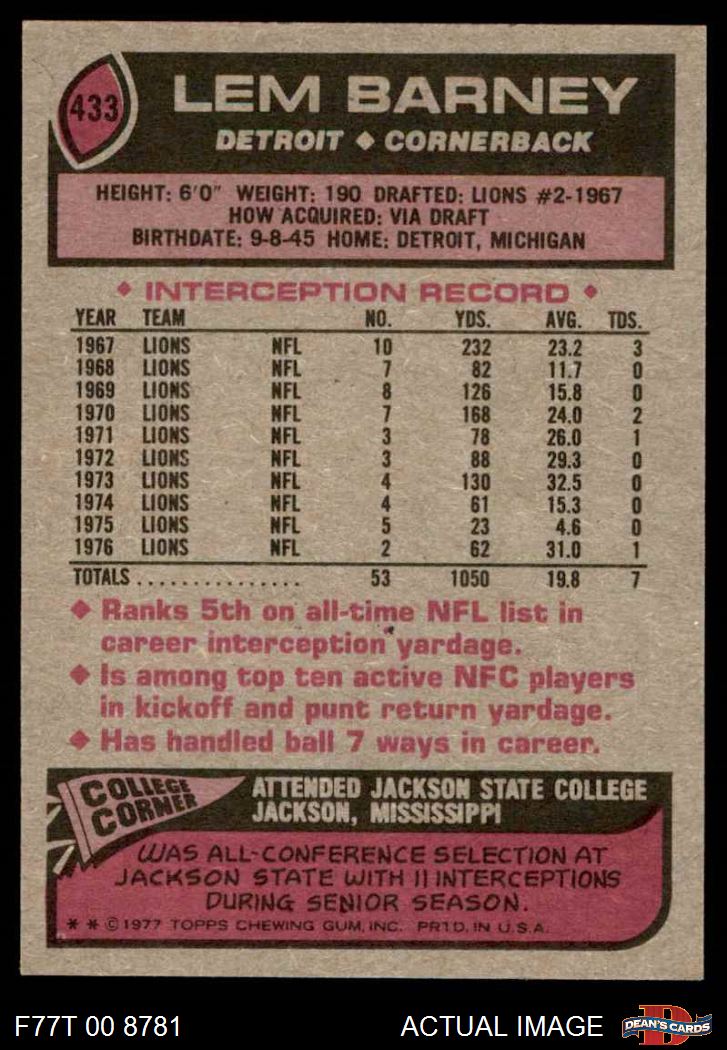 433
LEM BARNEY
DETROIT ◆ CORNERBACK
HEIGHT: 6'0" WEIGHT: 190 DRAFTED: LIONS #2-1967
HOW ACQUIRED: VIA DRAFT
BIRTHDATE: 9-8-45 HOME: DETROIT, MICHIGAN
◆ INTERCEPTION RECORD ◆
YEAR TEAM NO. YDS. AVG. TDS.
1967 LIONS NFL 10 232 23.2 3
1968 LIONS NFL 7 82 11.7 0
1969 LIONS NFL 8 126 15.8 0
1970 LIONS NFL 7 168 24.0 2
1971 LIONS NFL 3 78 26.0 1
1972 LIONS NFL 3 88 29.3 0
1973 LIONS NFL 4 130 32.5 0
1974 LIONS NFL 4 61 15.3 0
1975 LIONS NFL 5 23 4.6 0
1976 LIONS NFL 2 62 31.0 1
TOTALS............... 53 1050 19.8 7
◆ Ranks 5th on all-time NFL list in
career interception yardage.
◆ Is among top ten active NFC players
in kickoff and punt return yardage.
◆ Has handled ball 7 ways in career.
COLLEGE
CORNER
ATTENDED JACKSON STATE COLLEGE
JACKSON, MISSISSIPPI
WAS ALL-CONFERENCE SELECTION AT
JACKSON STATE WITH 11 INTERCEPTIONS
DURING SENIOR SEASON.
* * © 1977 TOPPS CHEWING GUM, INC. PRTD. IN U.S.A.
F77T 00 8781
ACTUAL IMAGE
D
DEAN'S CARDS